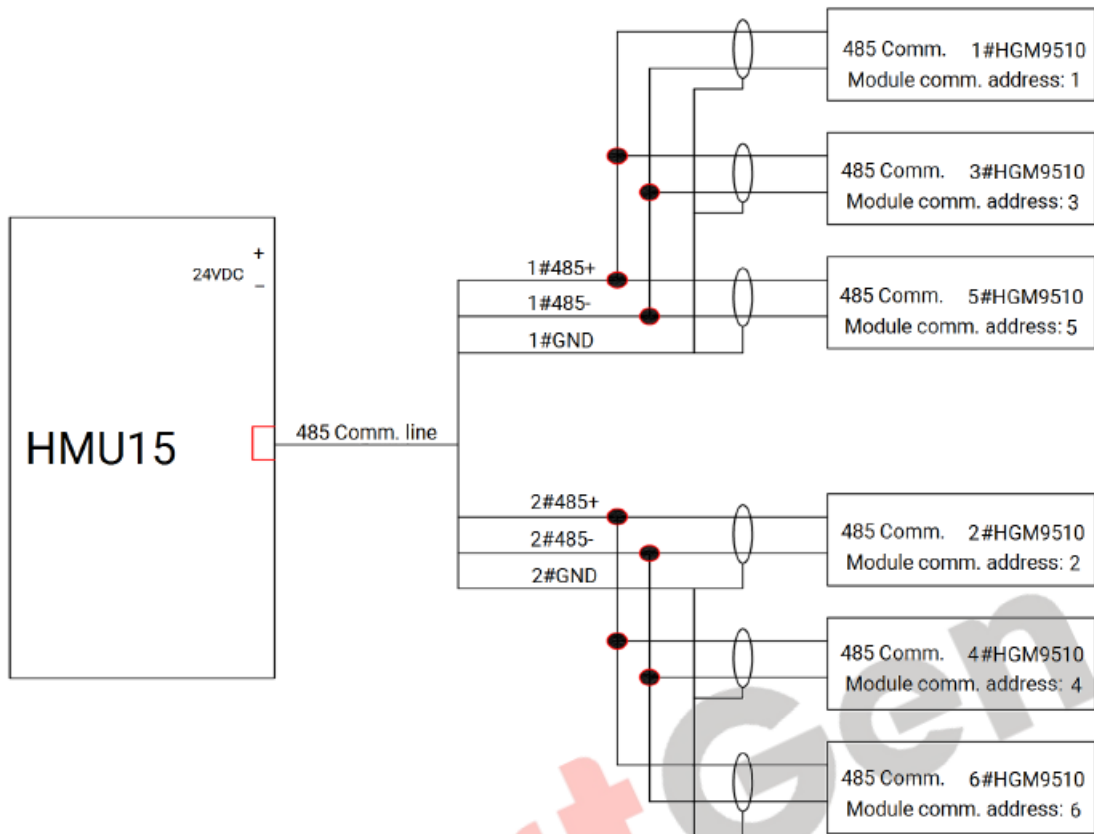 485 Comm. 1#HGM9510
Module comm. address: 1
485 Comm. 3#HGM9510
Module comm. address: 3
485 Comm. 5#HGM9510
Module comm. address: 5
1#485+
1#485-
1#GND
+
24VDC
–
HMU15
485 Comm. line
2#485+
2#485-
2#GND
485 Comm. 2#HGM9510
Module comm. address: 2
485 Comm. 4#HGM9510
Module comm. address: 4
485 Comm. 6#HGM9510
Module comm. address: 6
tGen